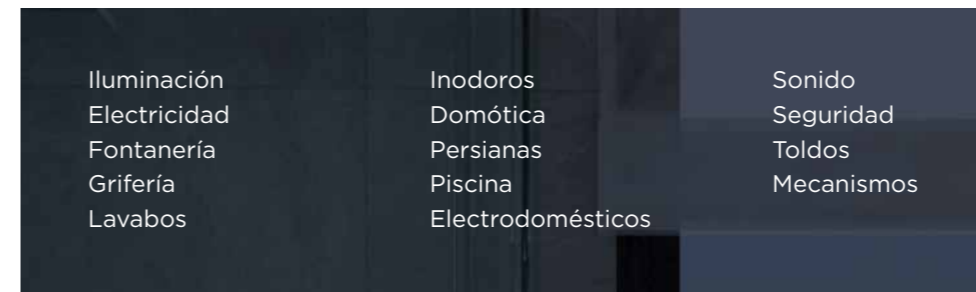 Iluminación
Electricidad
Fontanería
Grifería
Lavabos
Inodoros
Domótica
Persianas
Piscina
Electrodomésticos
Sonido
Seguridad
Toldos
Mecanismos